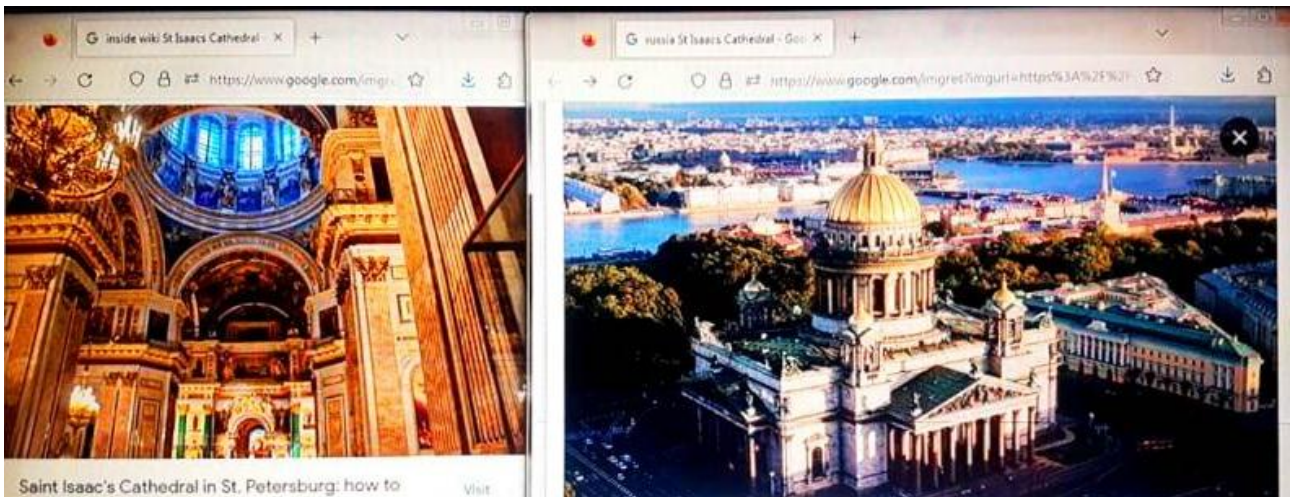 G inside wiki St Isaacs Cathedral
https://www.google.com/imgre
Saint Isaac's Cathedral in St. Petersburg: how to
Visit
G russia St Isaacs Cathedral - Goo
https://www.google.com/imgres?imgurl=https%3A%2F%2F